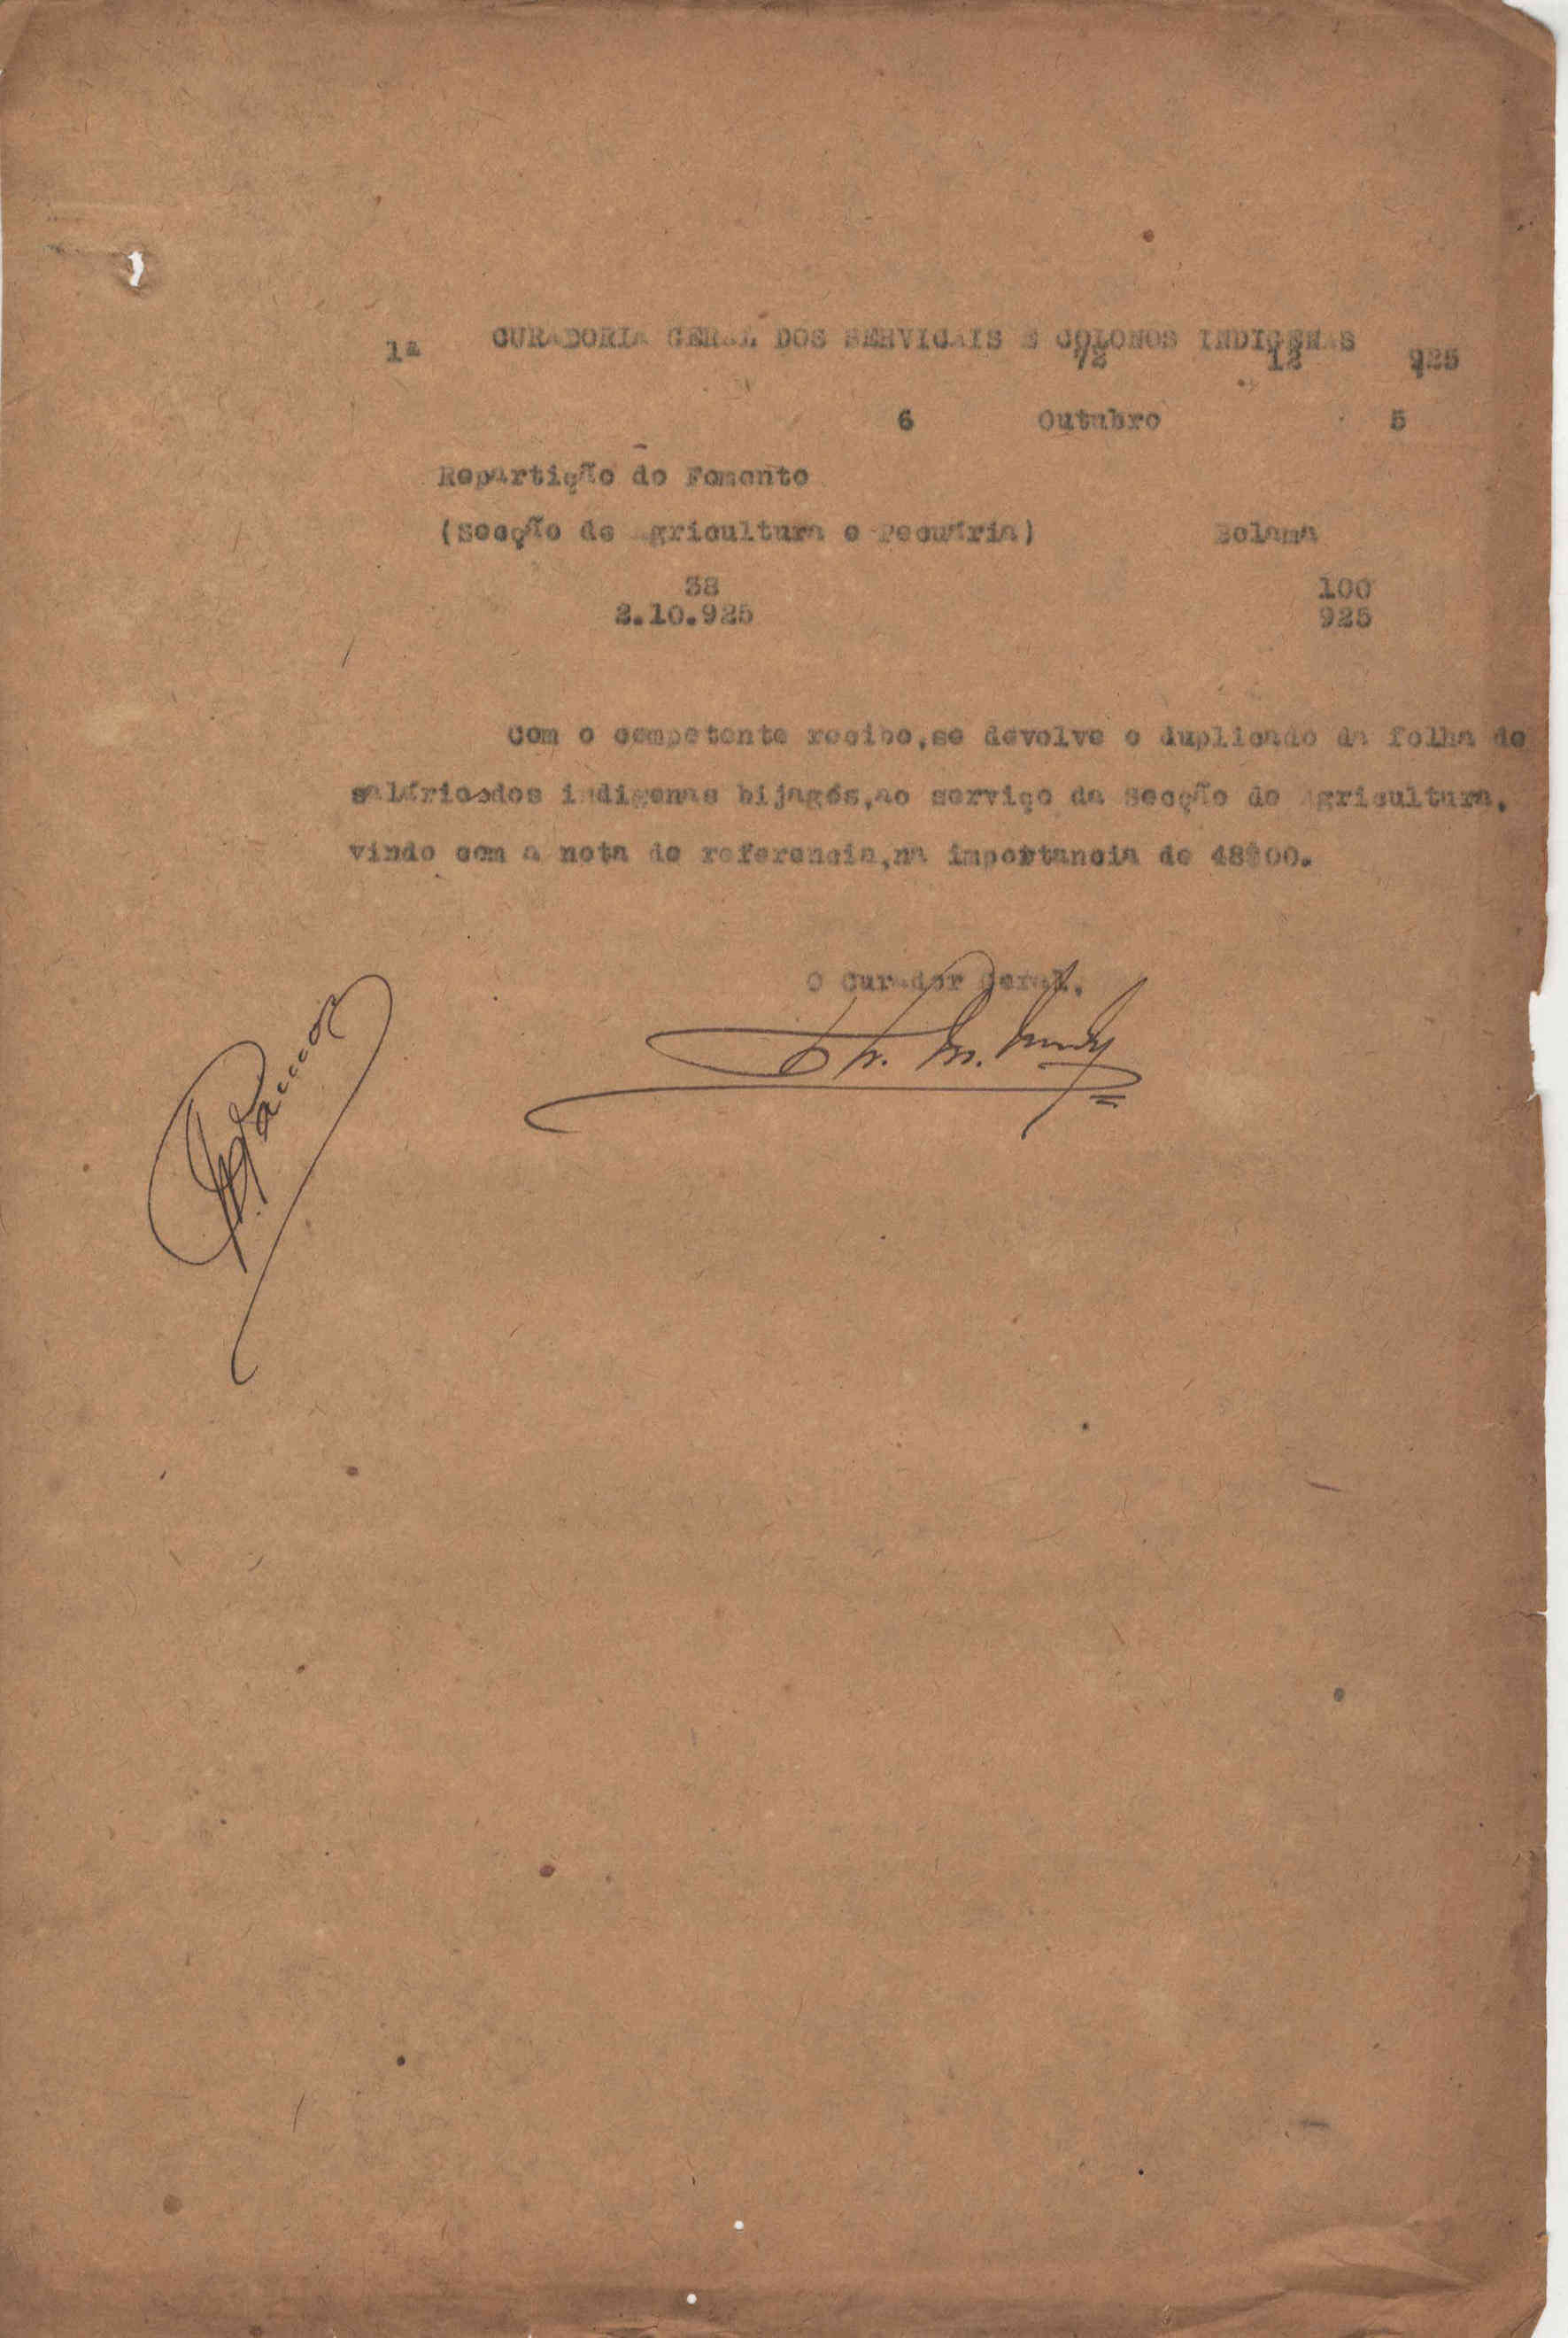 CURADORIA GERAL DOS SERVIÇAIS E COLONOS INDIGENAS
1ª 72 12 925
6 Outubro 5
Repartição do Fomento
(Secção de Agricultura e Pecuária) Bolama
38 100
2.10.925 925
Com o competente recibo,se devolve o duplicado da folha de
salários dos indigenas bijagós,ao serviço da Secção de Agricultura,
vindo com a nota de referencia,na importancia de 48$00.
O Curador Geral,